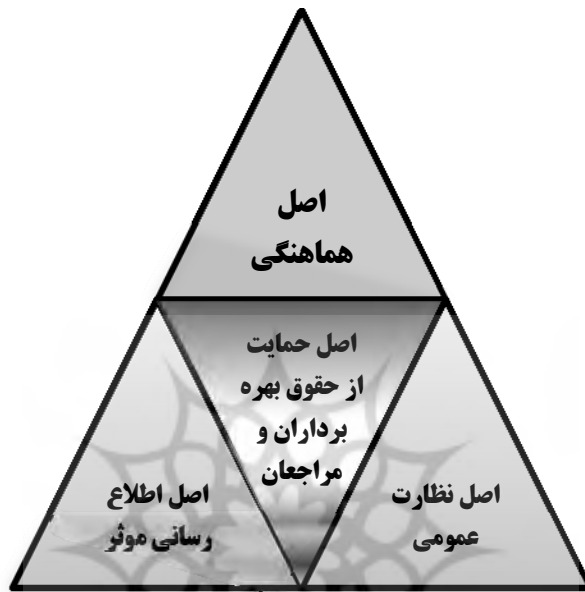 اصل
هماهنگی
اصل حمایت
از حقوق بهره
برداران و
مراجعان
اصل نظارت
عمومی
اصل اطلاع
رسانی موثر